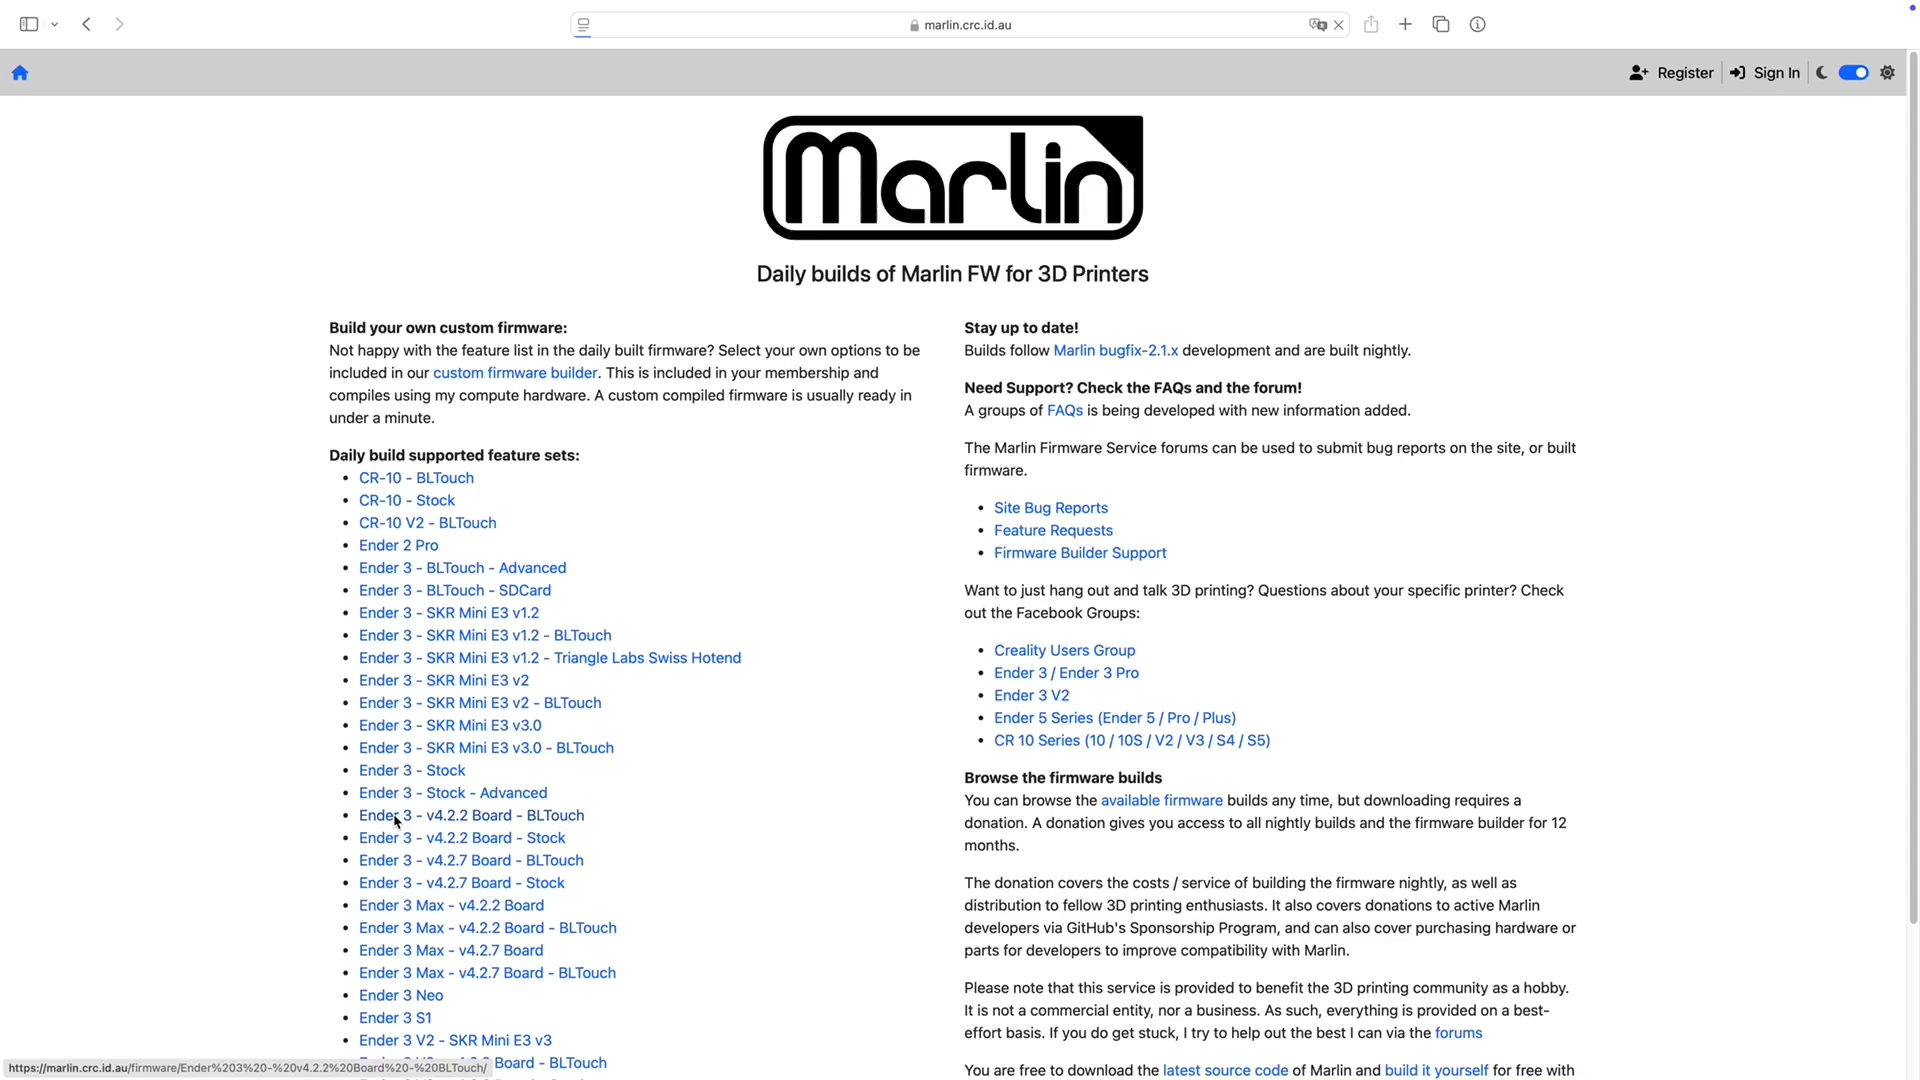 marlin.crc.id.au
Register
Sign In
Marlin
Daily builds of Marlin FW for 3D Printers
Build your own custom firmware:
Not happy with the feature list in the daily built firmware? Select your own options to be
included in our custom firmware builder. This is included in your membership and
compiles using my compute hardware. A custom compiled firmware is usually ready in
under a minute.
Daily build supported feature sets:
• CR-10 - BLTouch
• CR-10 - Stock
• CR-10 V2 - BLTouch
• Ender 2 Pro
• Ender 3 - BLTouch - Advanced
• Ender 3 - BLTouch - SDCard
• Ender 3 - SKR Mini E3 v1.2
• Ender 3 - SKR Mini E3 v1.2 - BLTouch
• Ender 3 - SKR Mini E3 v1.2 - Triangle Labs Swiss Hotend
• Ender 3 - SKR Mini E3 v2
• Ender 3 - SKR Mini E3 v2 - BLTouch
• Ender 3 - SKR Mini E3 v3.0
• Ender 3 - SKR Mini E3 v3.0 - BLTouch
• Ender 3 - Stock
• Ender 3 - Stock - Advanced
• Ender 3 - v4.2.2 Board - BLTouch
• Ender 3 - v4.2.2 Board - Stock
• Ender 3 - v4.2.7 Board - BLTouch
• Ender 3 - v4.2.7 Board - Stock
• Ender 3 Max - v4.2.2 Board
• Ender 3 Max - v4.2.2 Board - BLTouch
• Ender 3 Max - v4.2.7 Board
• Ender 3 Max - v4.2.7 Board - BLTouch
• Ender 3 Neo
• Ender 3 S1
• Ender 3 V2 - SKR Mini E3 v3
Board - BLTouch
https://marlin.crc.id.au/firmware/Ender%203%20-%20v4.2.2%20Board%20-%20BLTouch/
Stay up to date!
Builds follow Marlin bugfix-2.1.x development and are built nightly.
Need Support? Check the FAQs and the forum!
A groups of FAQs is being developed with new information added.
The Marlin Firmware Service forums can be used to submit bug reports on the site, or built
firmware.
• Site Bug Reports
• Feature Requests
• Firmware Builder Support
Want to just hang out and talk 3D printing? Questions about your specific printer? Check
out the Facebook Groups:
• Creality Users Group
• Ender 3 / Ender 3 Pro
• Ender 3 V2
• Ender 5 Series (Ender 5 / Pro / Plus)
• CR 10 Series (10 / 10S / V2 / V3 / S4 / S5)
Browse the firmware builds
You can browse the available firmware builds any time, but downloading requires a
donation. A donation gives you access to all nightly builds and the firmware builder for 12
months.
The donation covers the costs / service of building the firmware nightly, as well as
distribution to fellow 3D printing enthusiasts. It also covers donations to active Marlin
developers via GitHub's Sponsorship Program, and can also cover purchasing hardware or
parts for developers to improve compatibility with Marlin.
Please note that this service is provided to benefit the 3D printing community as a hobby.
It is not a commercial entity, nor a business. As such, everything is provided on a best-
effort basis. If you do get stuck, I try to help out the best I can via the forums
You are free to download the latest source code of Marlin and build it yourself for free with